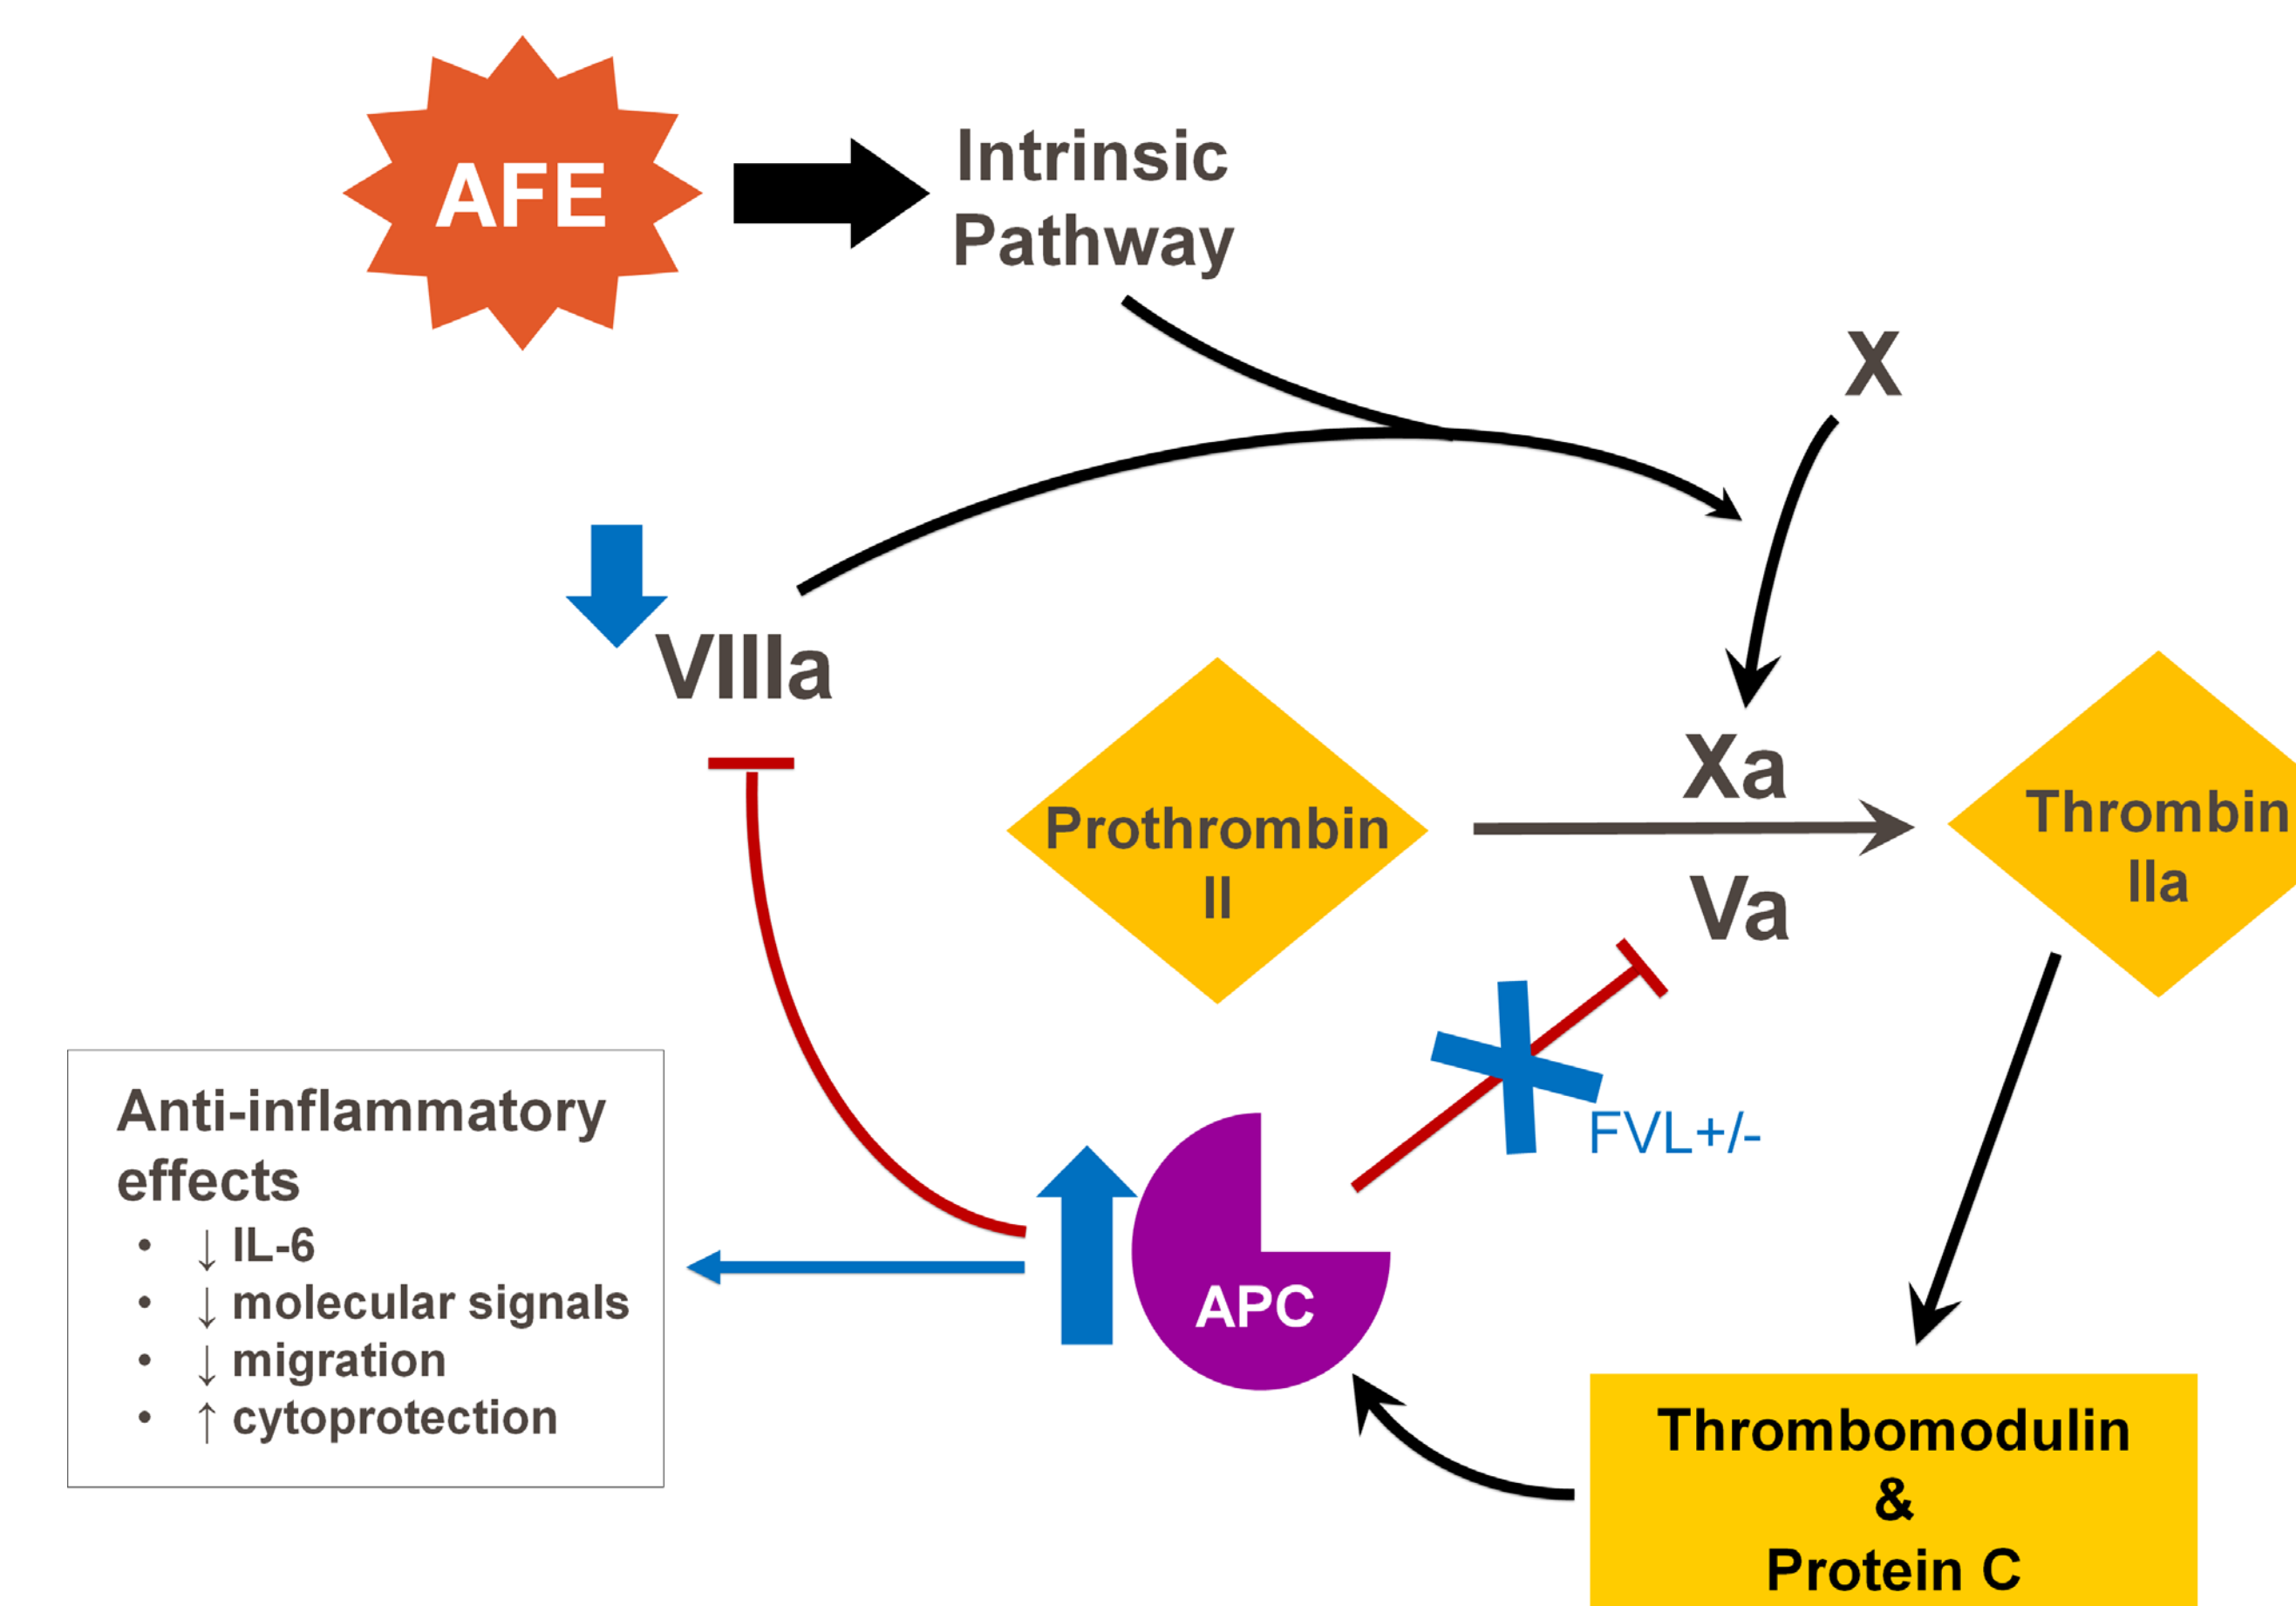 AFE
Intrinsic
Pathway
X
VIIIa
Xa
Prothrombin
II
Thrombin
IIa
Va
FVL+/-
Anti-inflammatory
effects
• ↓ IL-6
• ↓ molecular signals
• ↓ migration
• ↑ cytoprotection
APC
Thrombomodulin
&
Protein C